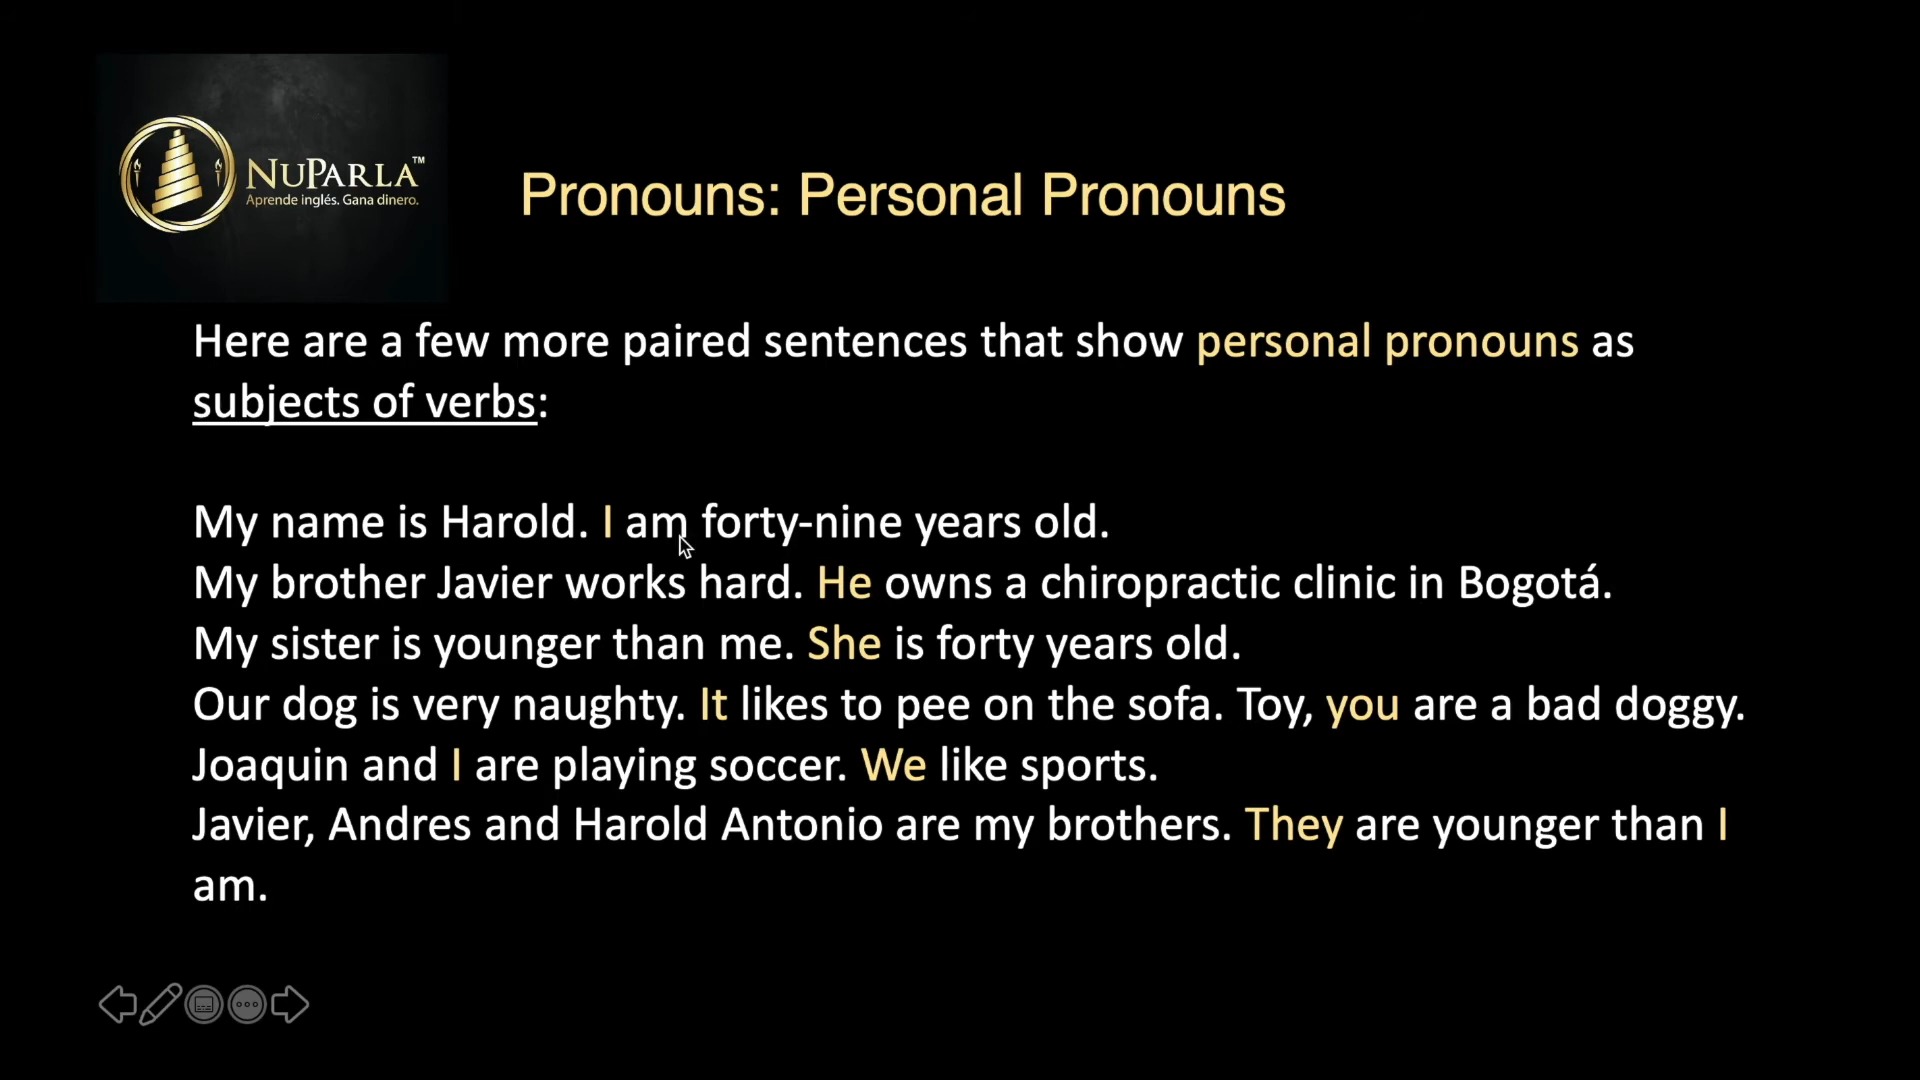 NUPARLA™
Aprende inglés. Gana dinero.
Pronouns: Personal Pronouns
Here are a few more paired sentences that show personal pronouns as
subjects of verbs:
My name is Harold. I am forty-nine years old.
My brother Javier works hard. He owns a chiropractic clinic in Bogotá.
My sister is younger than me. She is forty years old.
Our dog is very naughty. It likes to pee on the sofa. Toy, you are a bad doggy.
Joaquin and I are playing soccer. We like sports.
Javier, Andres and Harold Antonio are my brothers. They are younger than I
am.